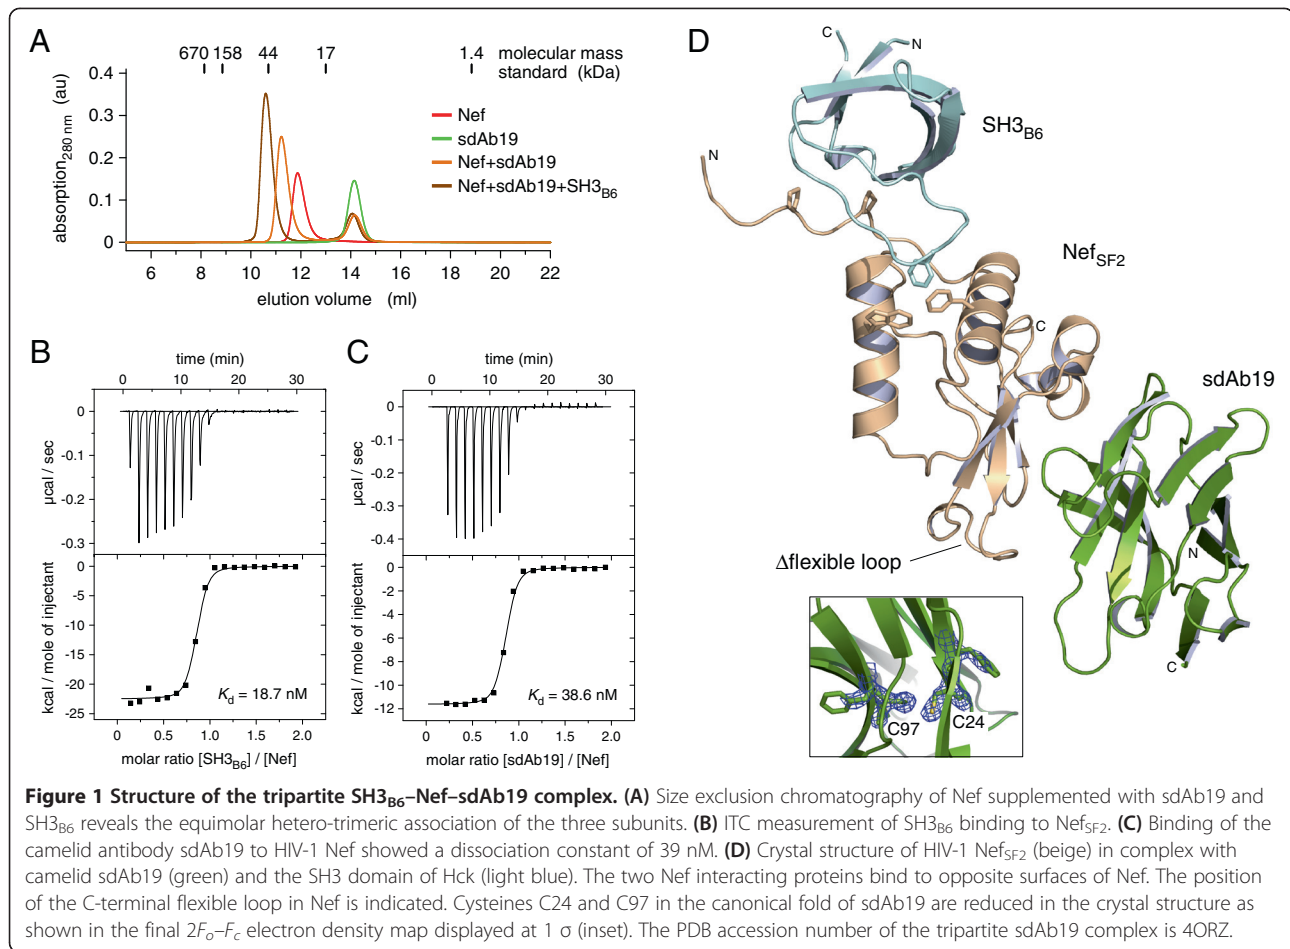 A
670 158 44 17 1.4 molecular mass
standard (kDa)
0.4
0.3
0.2
0.1
0
absorption280 nm (au)
Nef
sdAb19
Nef+sdAb19
Nef+sdAb19+SH3B6
6 8 10 12 14 16 18 20 22
elution volume (ml)
B
time (min)
0 10 20 30
0
-0.1
-0.2
-0.3
µcal / sec
0
-5
-10
-15
-20
-25
kcal / mole of injectant
Kd = 18.7 nM
0.0 0.5 1.0 1.5 2.0
molar ratio [SH3B6] / [Nef]
C
time (min)
0 10 20 30
0
-0.1
-0.2
-0.3
-0.4
µcal / sec
0
-2
-4
-6
-8
-10
-12
kcal / mole of injectant
Kd = 38.6 nM
0.0 0.5 1.0 1.5 2.0
molar ratio [sdAb19] / [Nef]
D
C
N
SH3B6
N
NefSF2
C
sdAb19
N
Δflexible loop
C
C97
C24
Figure 1 Structure of the tripartite SH3B6–Nef–sdAb19 complex. (A) Size exclusion chromatography of Nef supplemented with sdAb19 and
SH3B6 reveals the equimolar hetero-trimeric association of the three subunits. (B) ITC measurement of SH3B6 binding to NefSF2. (C) Binding of the
camelid antibody sdAb19 to HIV-1 Nef showed a dissociation constant of 39 nM. (D) Crystal structure of HIV-1 NefSF2 (beige) in complex with
camelid sdAb19 (green) and the SH3 domain of Hck (light blue). The two Nef interacting proteins bind to opposite surfaces of Nef. The position
of the C-terminal flexible loop in Nef is indicated. Cysteines C24 and C97 in the canonical fold of sdAb19 are reduced in the crystal structure as
shown in the final 2Fo–Fc electron density map displayed at 1 σ (inset). The PDB accession number of the tripartite sdAb19 complex is 4ORZ.